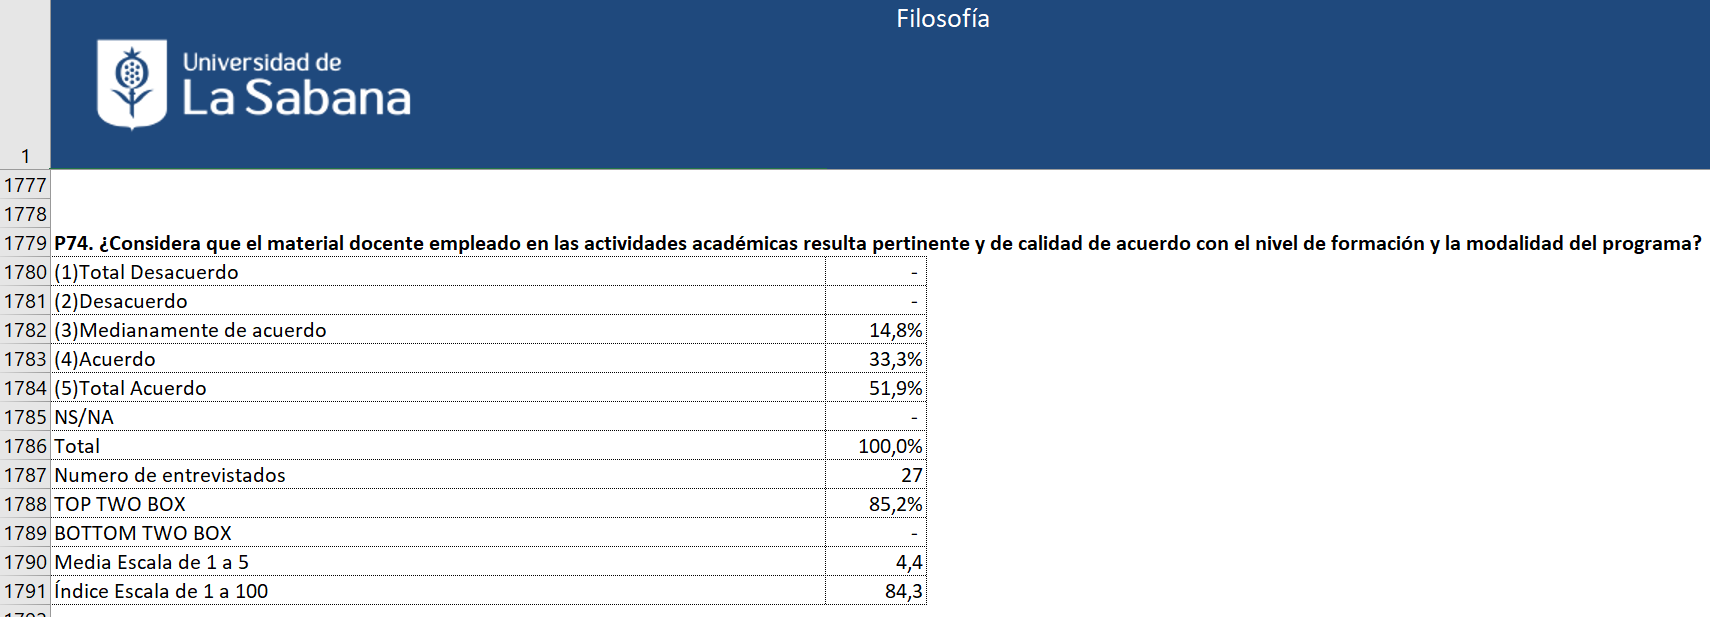 Filosofía
Universidad de
La Sabana
1
1777
1778
1779 P74. ¿Considera que el material docente empleado en las actividades académicas resulta pertinente y de calidad de acuerdo con el nivel de formación y la modalidad del programa?
1780 (1)Total Desacuerdo -
1781 (2)Desacuerdo -
1782 (3)Medianamente de acuerdo 14,8%
1783 (4)Acuerdo 33,3%
1784 (5)Total Acuerdo 51,9%
1785 NS/NA -
1786 Total 100,0%
1787 Numero de entrevistados 27
1788 TOP TWO BOX 85,2%
1789 BOTTOM TWO BOX -
1790 Media Escala de 1 a 5 4,4
1791 Índice Escala de 1 a 100 84,3